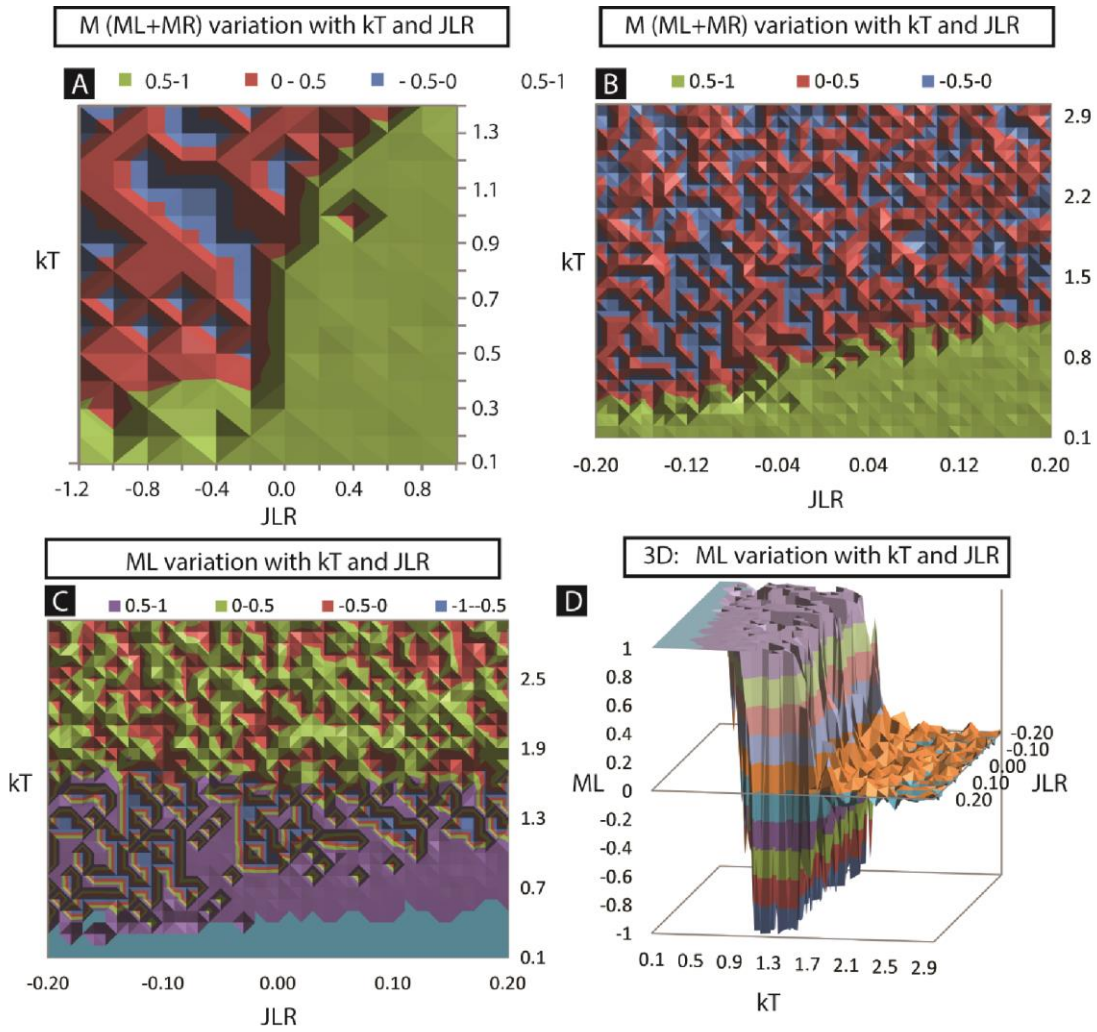 M (ML+MR) variation with kT and JLR
A 0.5-1 0 - 0.5 - 0.5-0 0.5-1
1.3
1.1
0.9
kT
0.7
0.5
0.3
0.1
-1.2 -0.8 -0.4 0.0 0.4 0.8
JLR
M (ML+MR) variation with kT and JLR
B 0.5-1 0-0.5 -0.5-0
2.9
2.2
kT
1.5
0.8
0.1
-0.20 -0.12 -0.04 0.04 0.12 0.20
JLR
ML variation with kT and JLR
C 0.5-1 0-0.5 -0.5-0 -1--0.5
2.5
1.9
kT
1.3
0.7
0.1
-0.20 -0.10 0.00 0.10 0.20
JLR
3D: ML variation with kT and JLR
D
1
0.8
0.6
0.4
0.2
ML 0
-0.2
-0.4
-0.6
-0.8
-1
-0.20
-0.10
0.00
0.10
0.20
JLR
0.1 0.5 0.9 1.3 1.7 2.1 2.5 2.9
kT